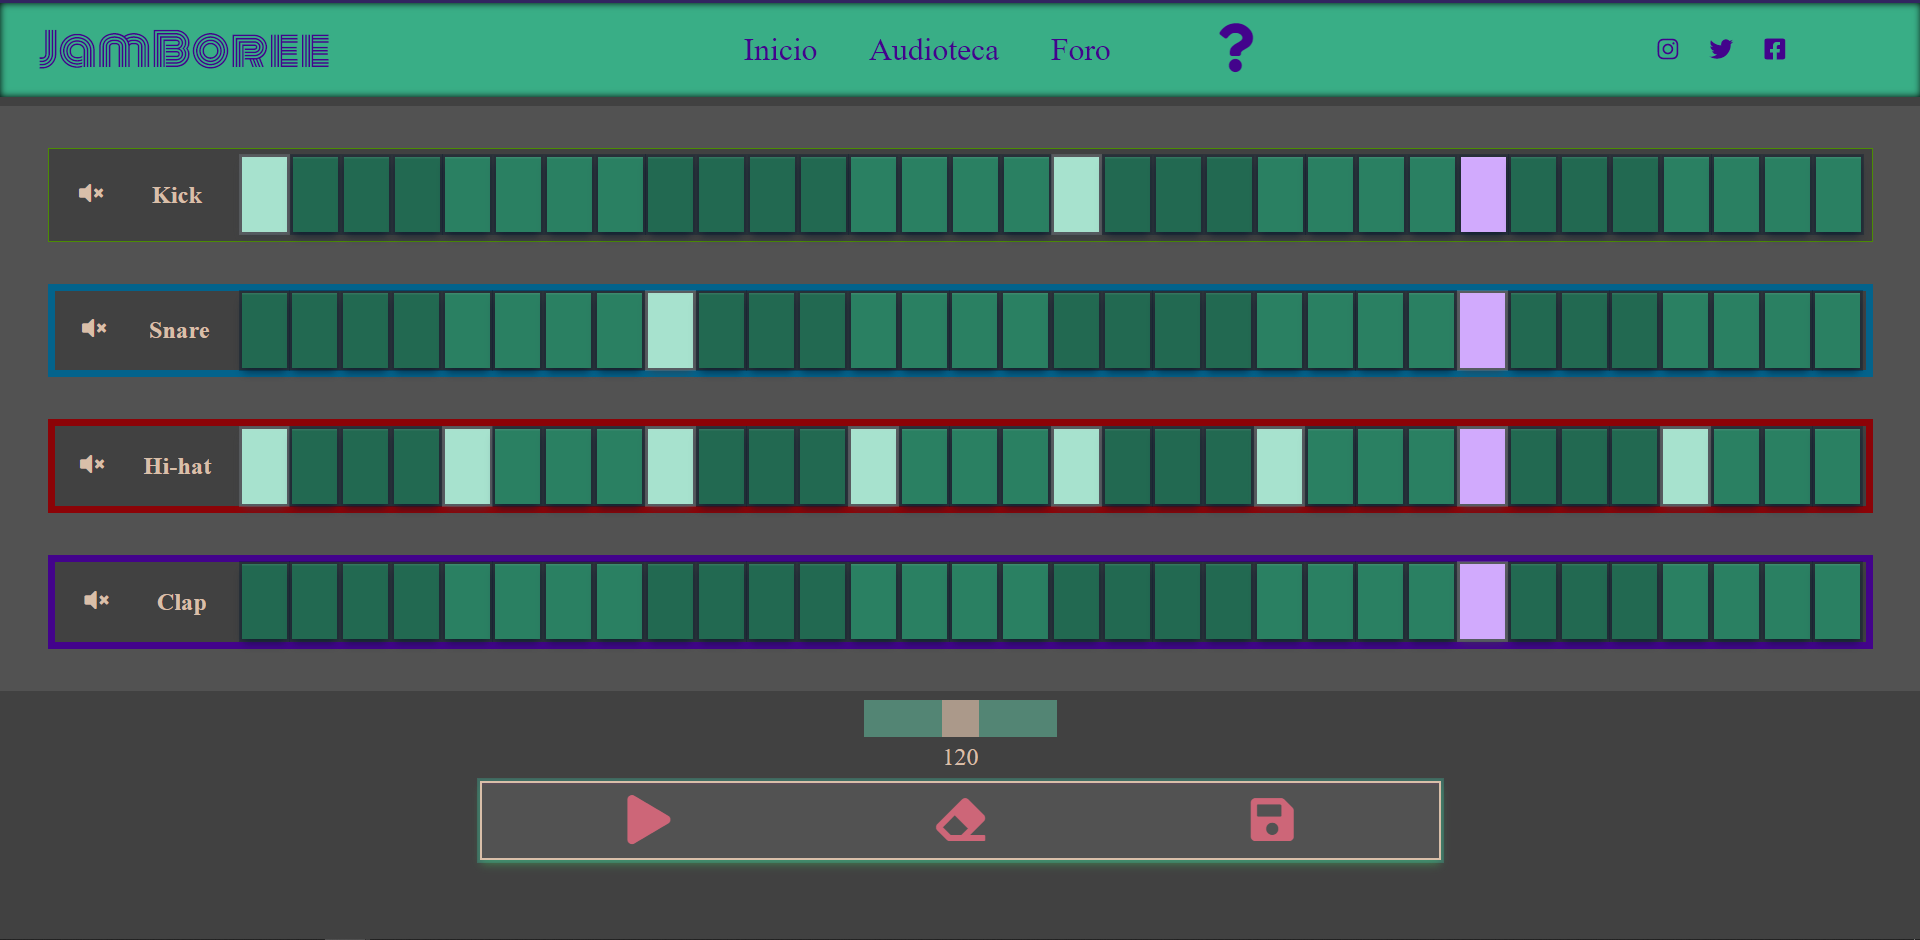 JamBoree
Inicio Audioteca Foro ?
Kick
Snare
Hi-hat
Clap
120